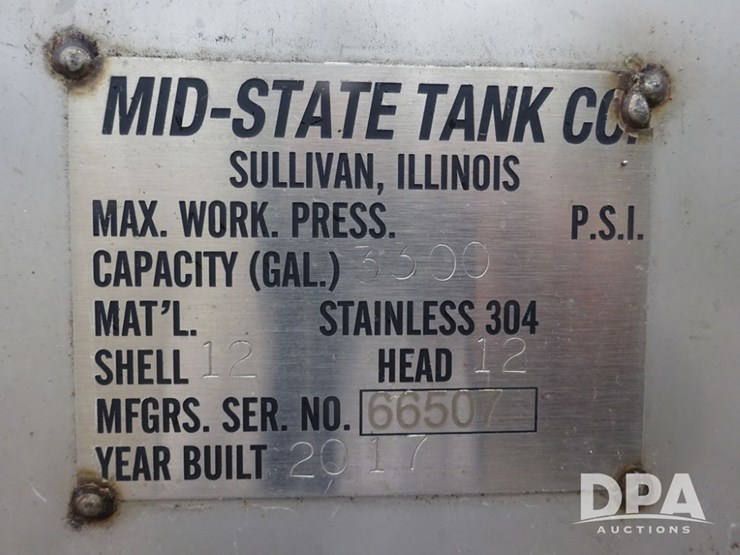 MID-STATE TANK CO.
SULLIVAN, ILLINOIS
MAX. WORK. PRESS. P.S.I.
CAPACITY (GAL.) 3300
MAT'L. STAINLESS 304
SHELL 12 HEAD 12
MFGRS. SER. NO. 66507
YEAR BUILT 2017
DPA
AUCTIONS